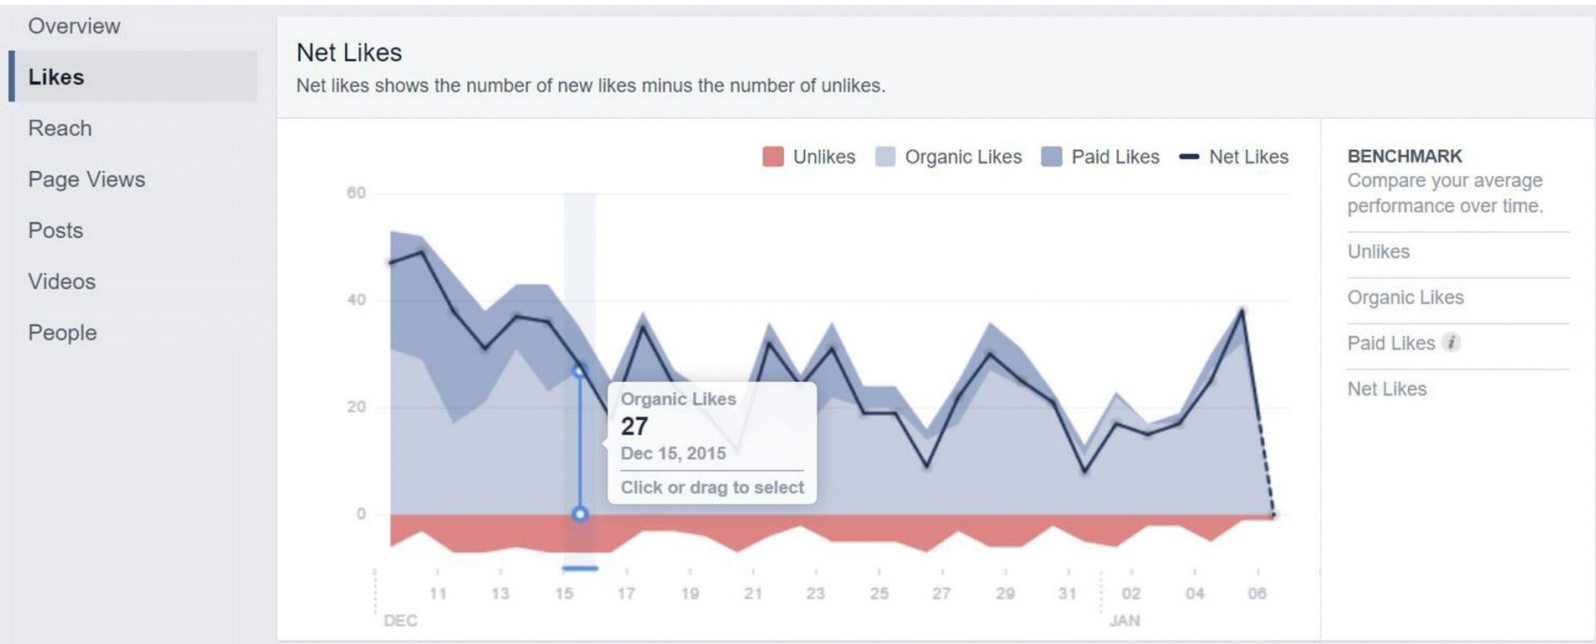 Overview
Likes
Reach
Page Views
Posts
Videos
People
Net Likes
Net likes shows the number of new likes minus the number of unlikes.
Unlikes Organic Likes Paid Likes Net Likes
60
40
20
0
Organic Likes
27
Dec 15, 2015
Click or drag to select
11 13 15 17 19 21 23 25 27 29 31 02 04 06
DEC JAN
BENCHMARK
Compare your average
performance over time.
Unlikes
Organic Likes
Paid Likes i
Net Likes